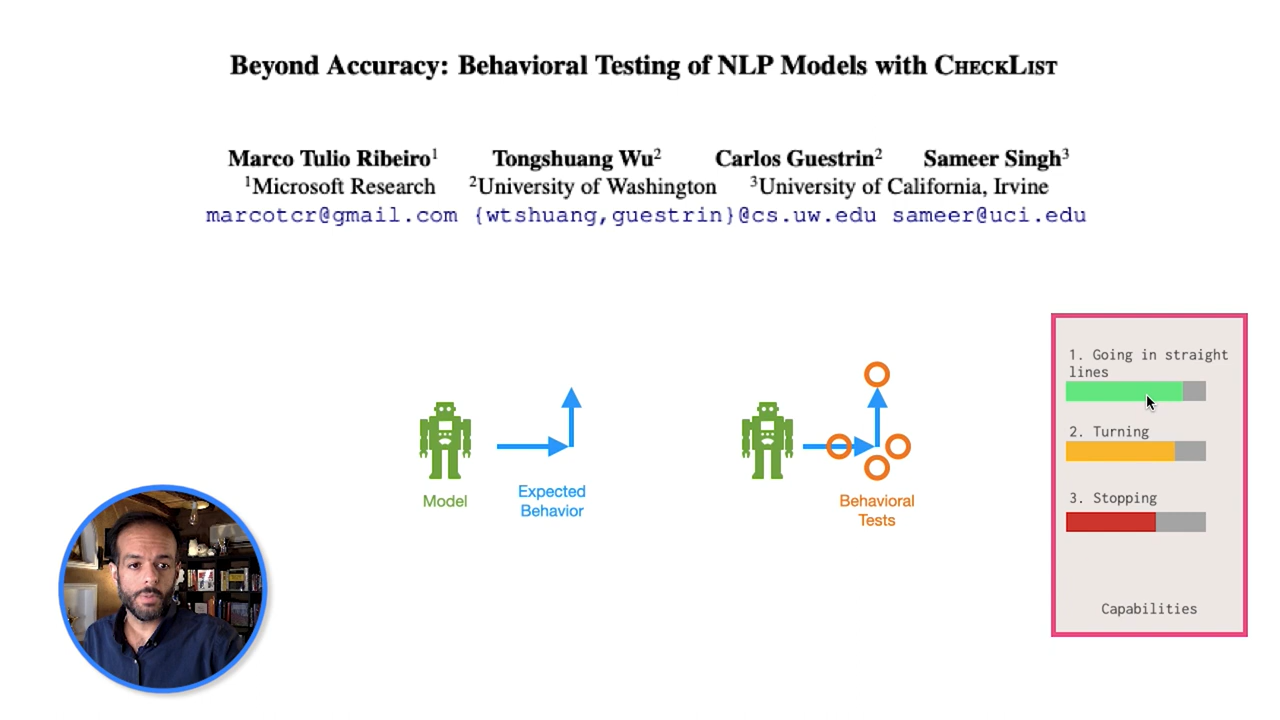 Beyond Accuracy: Behavioral Testing of NLP Models with CHECKLIST
Marco Tulio Ribeiro¹ Tongshuang Wu² Carlos Guestrin² Sameer Singh³
¹Microsoft Research ²University of Washington ³University of California, Irvine
marcotcr@gmail.com {wtshuang,guestrin}@cs.uw.edu sameer@uci.edu
Model
Expected
Behavior
Behavioral
Tests
1. Going in straight
lines
2. Turning
3. Stopping
Capabilities